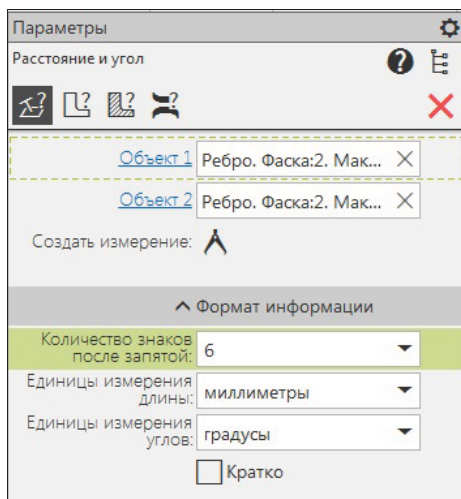 Параметры
Расстояние и угол
Объект 1 Ребро. Фаска:2. Мак...
Объект 2 Ребро. Фаска:2. Мак...
Создать измерение:
Формат информации
Количество знаков
после запятой: 6
Единицы измерения
длины: миллиметры
Единицы измерения
углов: градусы
Кратко